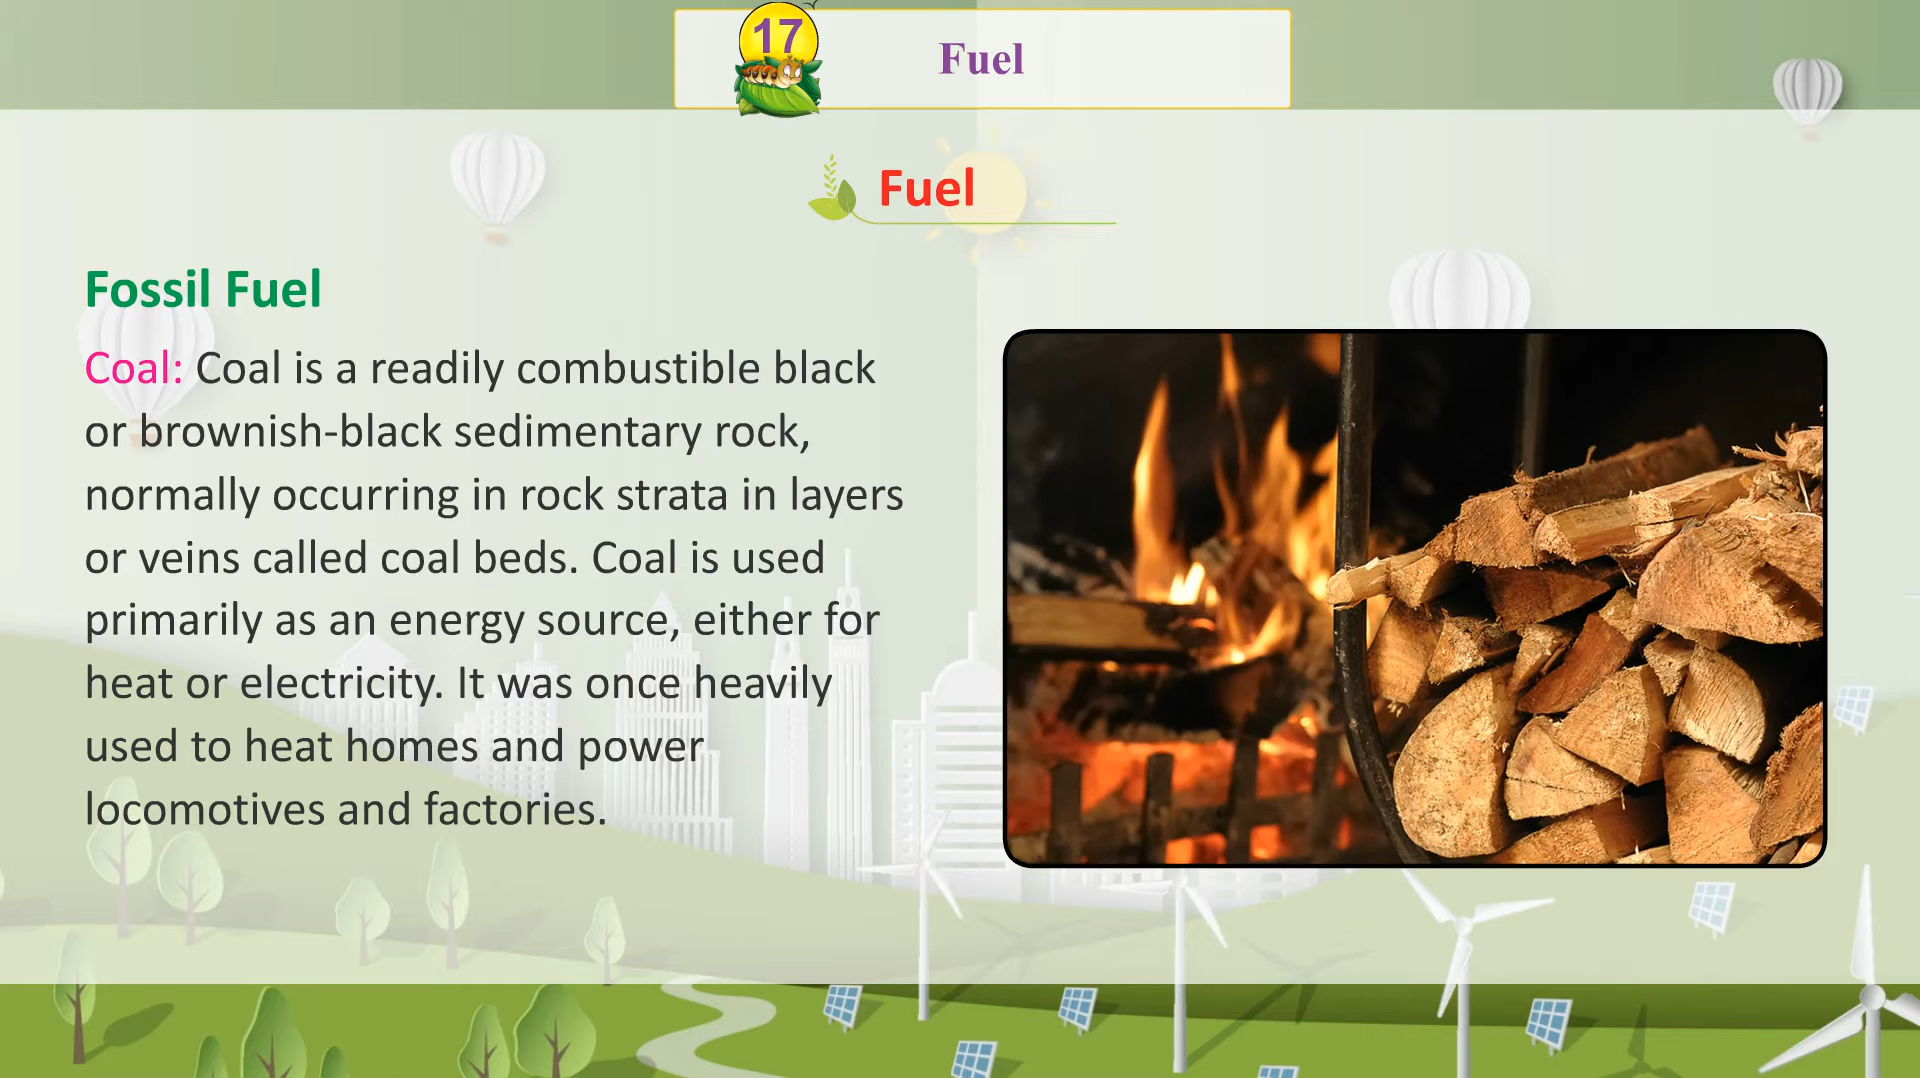 17
Fuel
Fuel
Fossil Fuel
Coal: Coal is a readily combustible black
or brownish-black sedimentary rock,
normally occurring in rock strata in layers
or veins called coal beds. Coal is used
primarily as an energy source, either for
heat or electricity. It was once heavily
used to heat homes and power
locomotives and factories.